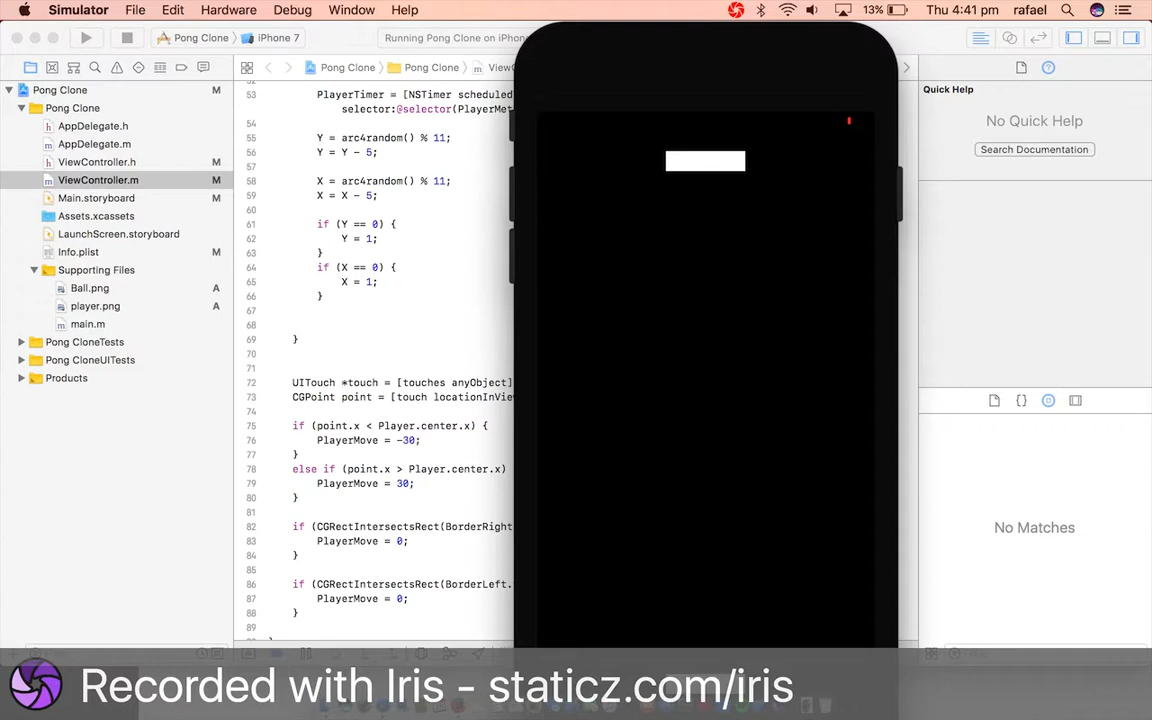 Simulator File Edit Hardware Debug Window Help 13% Thu 4:41 pm rafael
Pong Clone iPhone 7 Running Pong Clone on iPhone
Pong Clone M
Pong Clone
AppDelegate.h
AppDelegate.m
ViewController.h M
ViewController.m M
Main.storyboard M
Assets.xcassets
LaunchScreen.storyboard
Info.plist M
Supporting Files
Ball.png A
player.png A
main.m
Pong CloneTests
Pong CloneUITests
Products
Pong Clone Pong Clone ViewC
53 PlayerTimer = [NSTimer scheduled
selector:@selector(PlayerMet
54
55 Y = arc4random() % 11;
56 Y = Y - 5;
57
58 X = arc4random() % 11;
59 X = X - 5;
60
61 if (Y == 0) {
62 Y = 1;
63 }
64 if (X == 0) {
65 X = 1;
66 }
67
68
69 }
70
71
72 UITouch *touch = [touches anyObject]
73 CGPoint point = [touch locationInView
74
75 if (point.x < Player.center.x) {
76 PlayerMove = -30;
77 }
78 else if (point.x > Player.center.x)
79 PlayerMove = 30;
80 }
81
82 if (CGRectIntersectsRect(BorderRight
83 PlayerMove = 0;
84 }
85
86 if (CGRectIntersectsRect(BorderLeft.
87 PlayerMove = 0;
88 }
89
Quick Help
No Quick Help
Search Documentation
No Matches
Recorded with Iris - staticz.com/iris